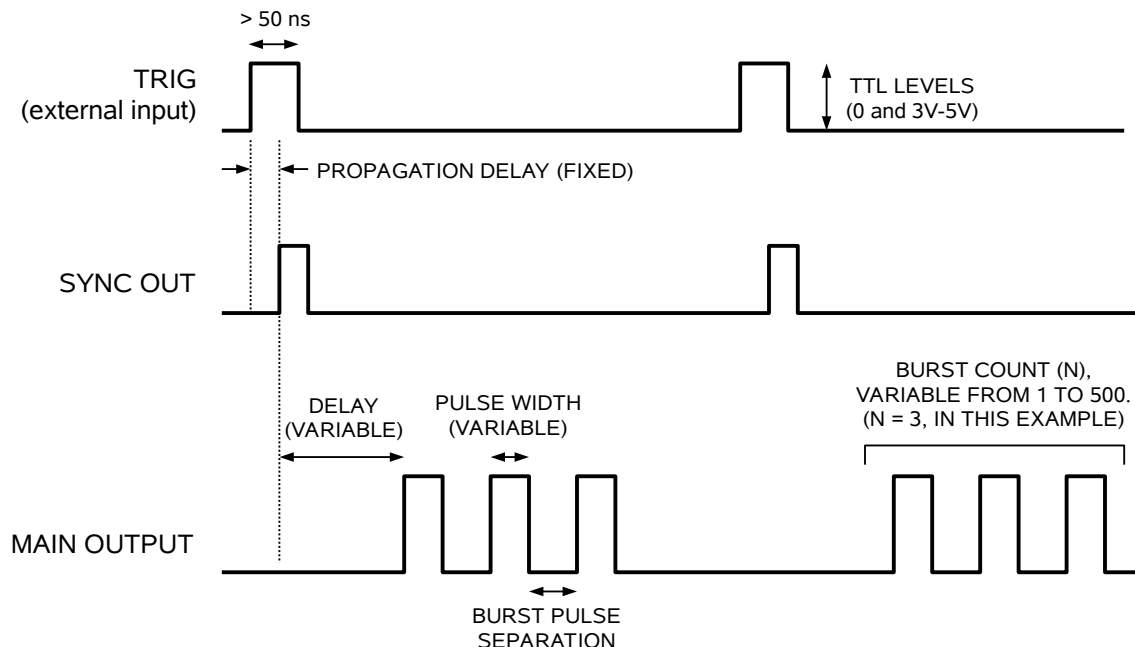 > 50 ns
TRIG
(external input)
TTL LEVELS
(0 and 3V-5V)
PROPAGATION DELAY (FIXED)
SYNC OUT
BURST COUNT (N),
VARIABLE FROM 1 TO 500.
(N = 3, IN THIS EXAMPLE)
DELAY
(VARIABLE)
PULSE WIDTH
(VARIABLE)
MAIN OUTPUT
BURST PULSE
SEPARATION